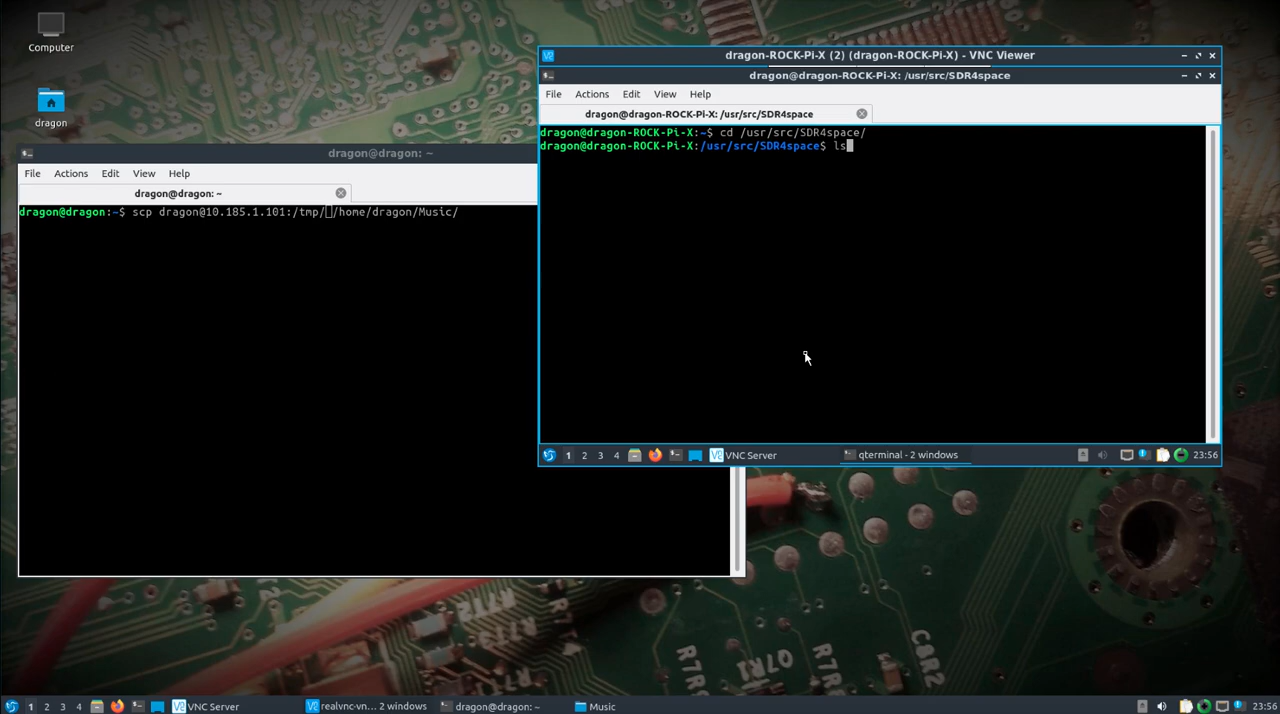 Computer
dragon
dragon@dragon: ~
File Actions Edit View Help
dragon@dragon: ~
dragon@dragon:~$ scp dragon@10.185.1.101:/tmp/ /home/dragon/Music/
dragon-ROCK-Pi-X (2) (dragon-ROCK-Pi-X) - VNC Viewer
dragon@dragon-ROCK-Pi-X: /usr/src/SDR4space
File Actions Edit View Help
dragon@dragon-ROCK-Pi-X: /usr/src/SDR4space
dragon@dragon-ROCK-Pi-X:~$ cd /usr/src/SDR4space/
dragon@dragon-ROCK-Pi-X:/usr/src/SDR4space$ ls
1 2 3 4 VNC Server qterminal - 2 windows 23:56
C8R2
R7R
1 2 3 4 VNC Server realvnc-vn... 2 windows dragon@dragon: ~ Music 23:56